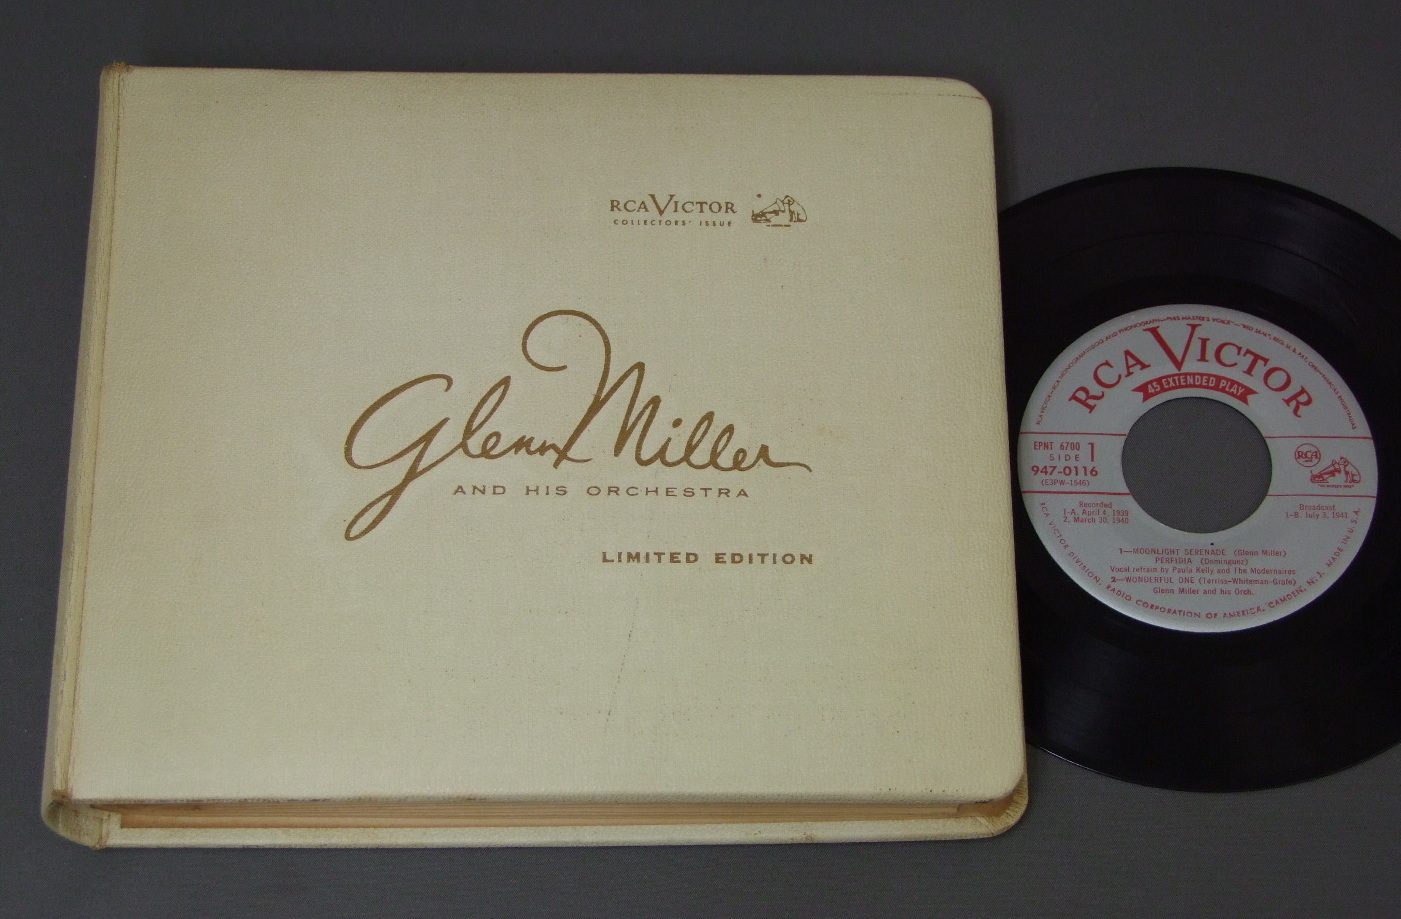 RCA VICTOR
COLLECTORS' ISSUE
Glenn Miller
AND HIS ORCHESTRA
LIMITED EDITION
RCA VICTOR
45 EXTENDED PLAY
EPNT 6700
SIDE 1
947-0116
(E3PW-1546)
RCA
Recorded
1-A, April 4, 1939
2, March 30, 1940
Broadcast
1-B July 3, 1941
1—MOONLIGHT SERENADE (Glenn Miller)
PERFIDIA (Dominguez)
Vocal refrain by Paula Kelly and The Modernaires
2—WONDERFUL ONE (Terriss-Whiteman-Grofe)
Glenn Miller and his Orch.
RCA VICTOR DIVISION, RADIO CORPORATION OF AMERICA, CAMDEN, N. J. MADE IN U. S. A.